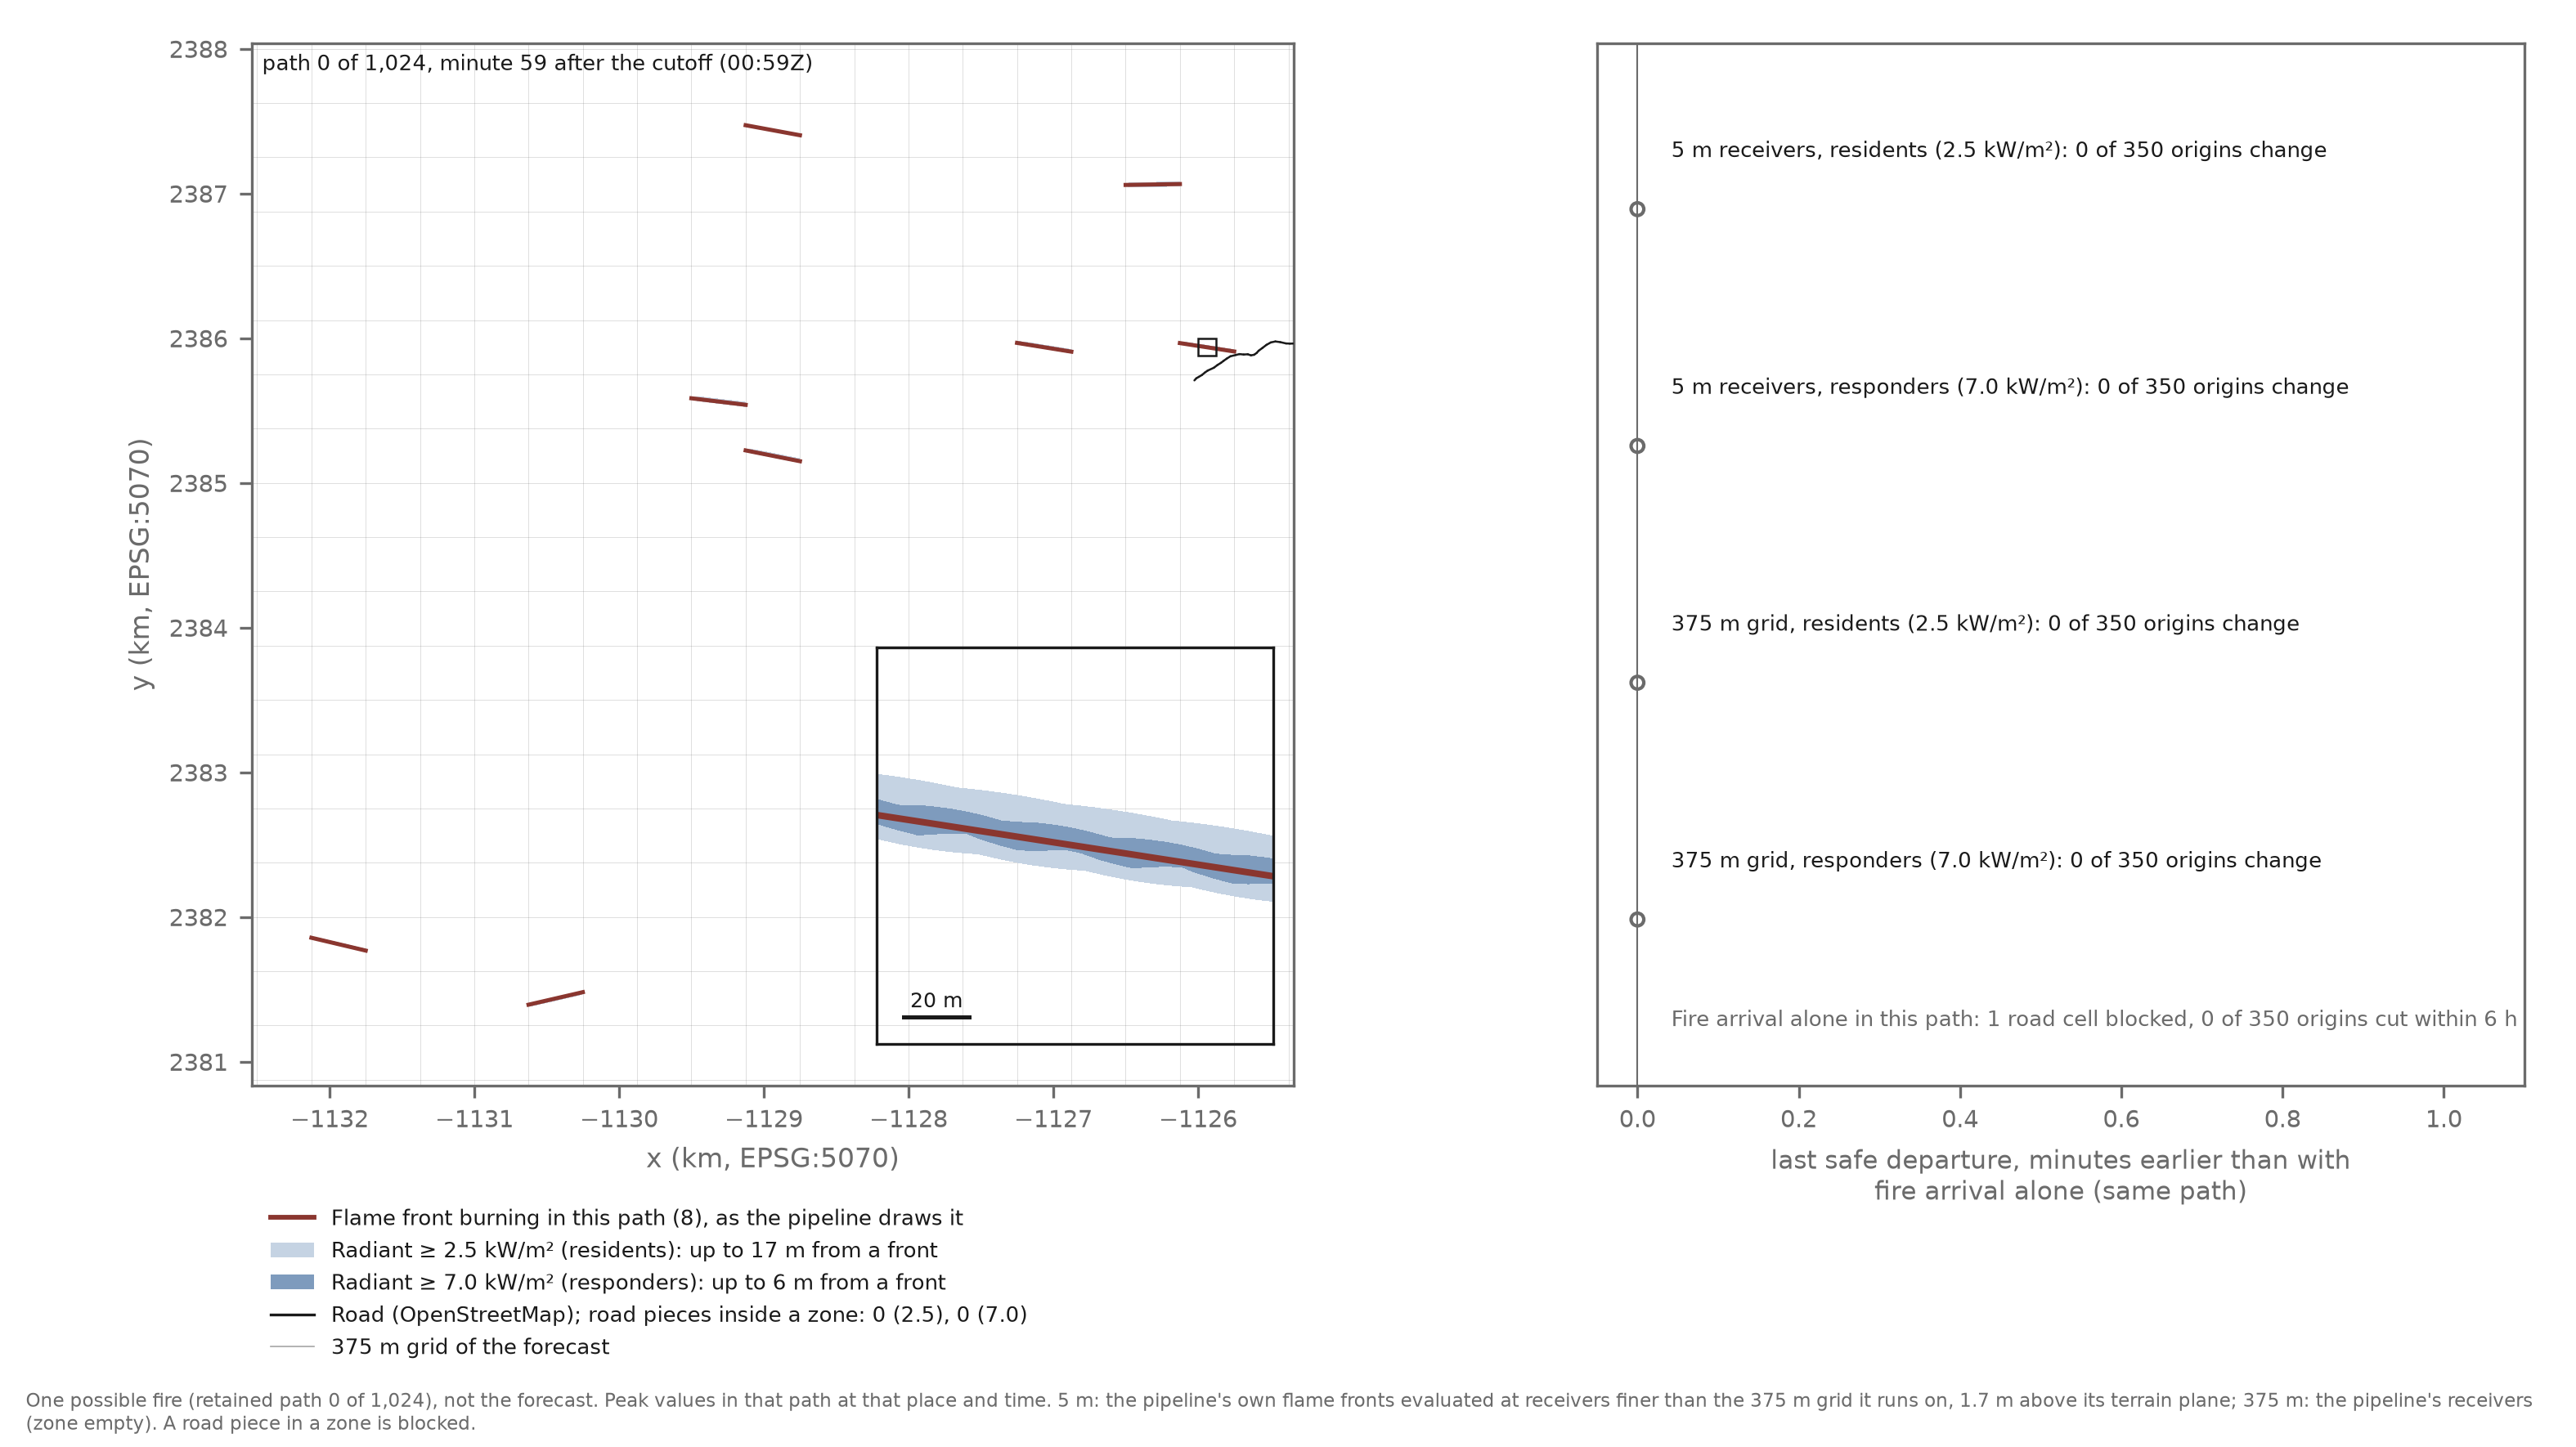 path 0 of 1,024, minute 59 after the cutoff (00:59Z)
2388
2387
2386
2385
2384
2383
2382
2381
y (km, EPSG:5070)
20 m
−1132
−1131
−1130
−1129
−1128
−1127
−1126
x (km, EPSG:5070)
Flame front burning in this path (8), as the pipeline draws it
Radiant ≥ 2.5 kW/m² (residents): up to 17 m from a front
Radiant ≥ 7.0 kW/m² (responders): up to 6 m from a front
Road (OpenStreetMap); road pieces inside a zone: 0 (2.5), 0 (7.0)
375 m grid of the forecast
5 m receivers, residents (2.5 kW/m²): 0 of 350 origins change
5 m receivers, responders (7.0 kW/m²): 0 of 350 origins change
375 m grid, residents (2.5 kW/m²): 0 of 350 origins change
375 m grid, responders (7.0 kW/m²): 0 of 350 origins change
Fire arrival alone in this path: 1 road cell blocked, 0 of 350 origins cut within 6 h
0.0
0.2
0.4
0.6
0.8
1.0
last safe departure, minutes earlier than with
fire arrival alone (same path)
One possible fire (retained path 0 of 1,024), not the forecast. Peak values in that path at that place and time. 5 m: the pipeline's own flame fronts evaluated at receivers finer than the 375 m grid it runs on, 1.7 m above its terrain plane; 375 m: the pipeline's receivers
(zone empty). A road piece in a zone is blocked.